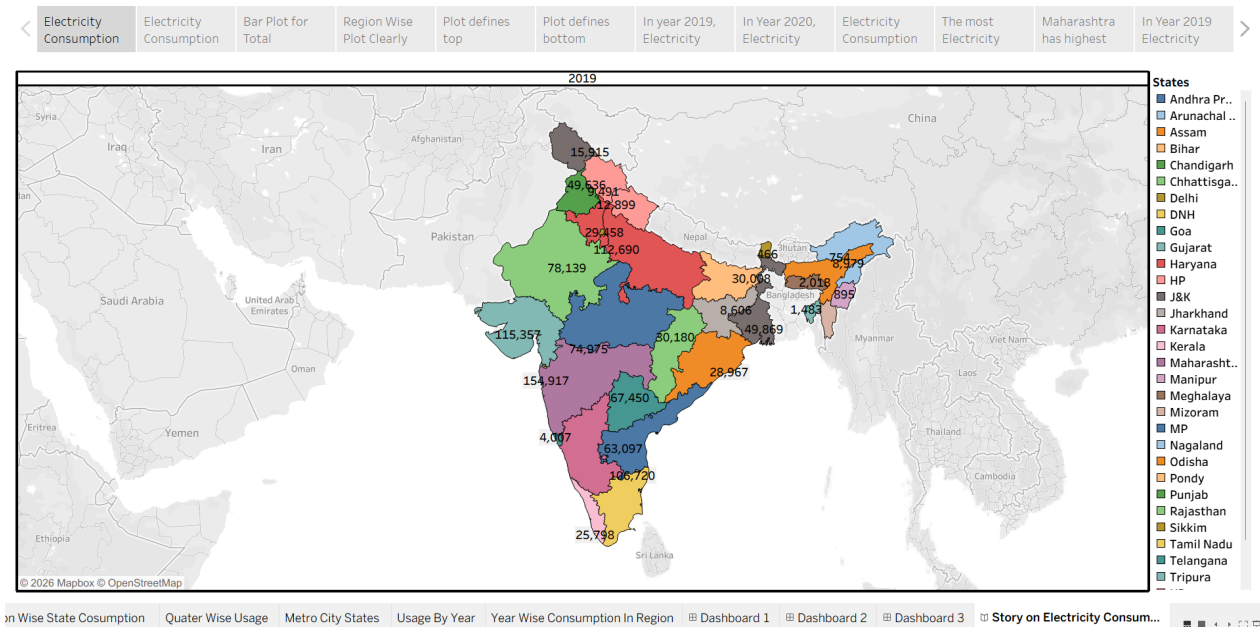 Electricity
Consumption
Electricity
Consumption
Bar Plot for
Total
Region Wise
Plot Clearly
Plot defines
top
Plot defines
bottom
In year 2019,
Electricity
In Year 2020,
Electricity
Electricity
Consumption
The most
Electricity
Maharashtra
has highest
In Year 2019
Electricity
2019
Syria
Iraq
Iran
Afghanistan
China
Pakistan
Nepal
Bhutan
Bangladesh
Saudi Arabia
United Arab
Emirates
Oman
Yemen
Eritrea
Ethiopia
Myanmar
Laos
Viet Nam
Thailand
Cambodia
Sri Lanka
15,915
49,636
9,491
12,899
29,458
112,690
78,139
466
754
8,979
30,008
2,018
895
1,483
8,606
49,869
115,357
74,975
30,180
28,967
154,917
67,450
4,007
63,097
106,720
25,798
© 2026 Mapbox © OpenStreetMap
States
Andhra Pr..
Arunachal ..
Assam
Bihar
Chandigarh
Chhattisga..
Delhi
DNH
Goa
Gujarat
Haryana
HP
J&K
Jharkhand
Karnataka
Kerala
Maharasht..
Manipur
Meghalaya
Mizoram
MP
Nagaland
Odisha
Pondy
Punjab
Rajasthan
Sikkim
Tamil Nadu
Telangana
Tripura
on Wise State Cosumption
Quater Wise Usage
Metro City States
Usage By Year
Year Wise Consumption In Region
Dashboard 1
Dashboard 2
Dashboard 3
Story on Electricity Consum...